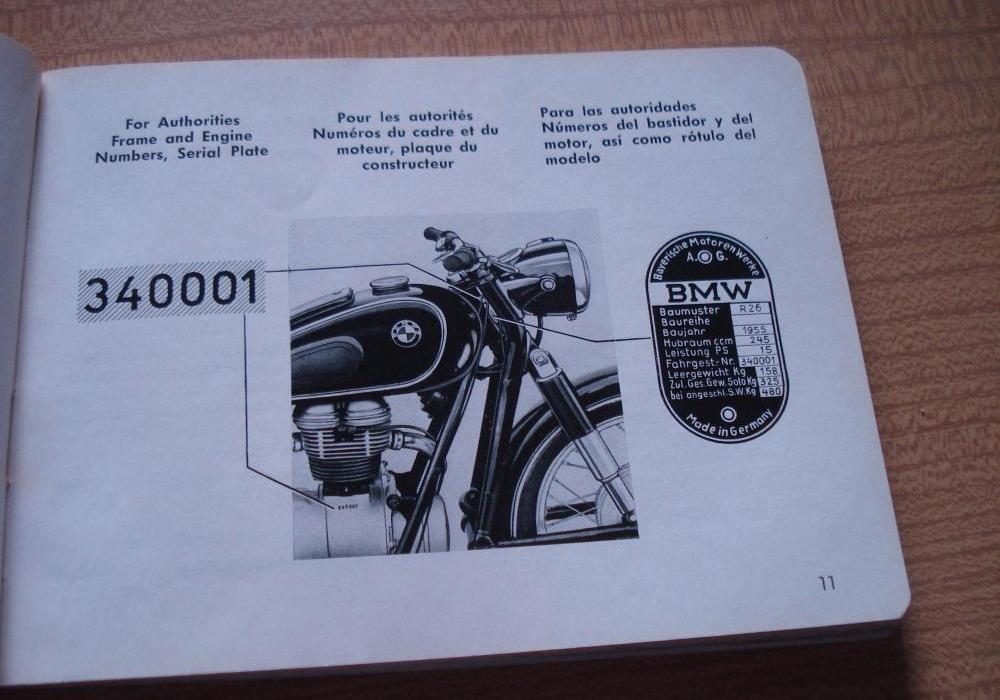 For Authorities
Frame and Engine
Numbers, Serial Plate
Pour les autorités
Numéros du cadre et du
moteur, plaque du
constructeur
Para las autoridades
Números del bastidor y del
motor, así como rótulo del
modelo
340001
Bayerische Motoren Werke
A. G.
BMW
Baumuster R 26
Baureihe
Baujahr 1955
Hubraum ccm 245
Leistung PS 15
Fahrgest.-Nr. 340001
Leergewicht Kg 158
Zul. Ges. Gew. Solo Kg 325
bei angeschl. S.W. Kg 480
Made in Germany
11